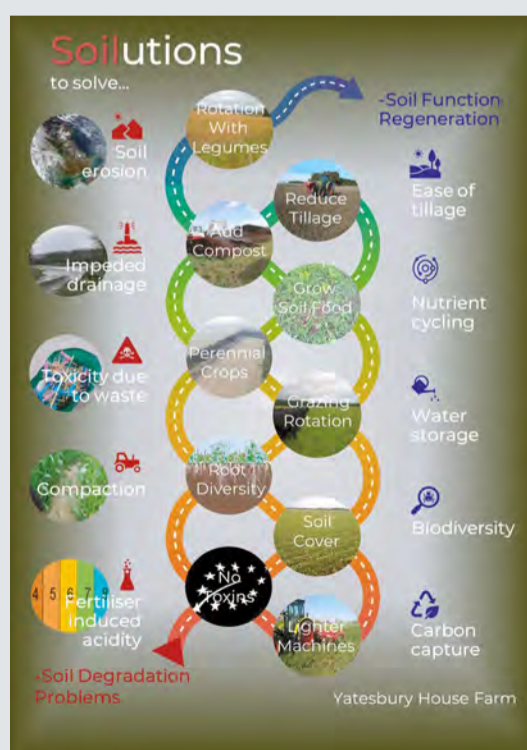 Soilutions
to solve...
-Soil Function
Regeneration
Rotation
With
Legumes
Soil
erosion
Reduce
Tillage
Ease of
tillage
Add
Compost
Impeded
drainage
Grow
Soil Food
Nutrient
cycling
Perennial
Crops
Toxicity due
to waste
Grazing
Rotation
Water
storage
Root
Diversity
Compaction
Soil
Cover
Biodiversity
No
Toxins
4 5 6 7 8
Fertiliser
induced
acidity
Lighter
Machines
Carbon
capture
-Soil Degradation
Problems
Yatesbury House Farm